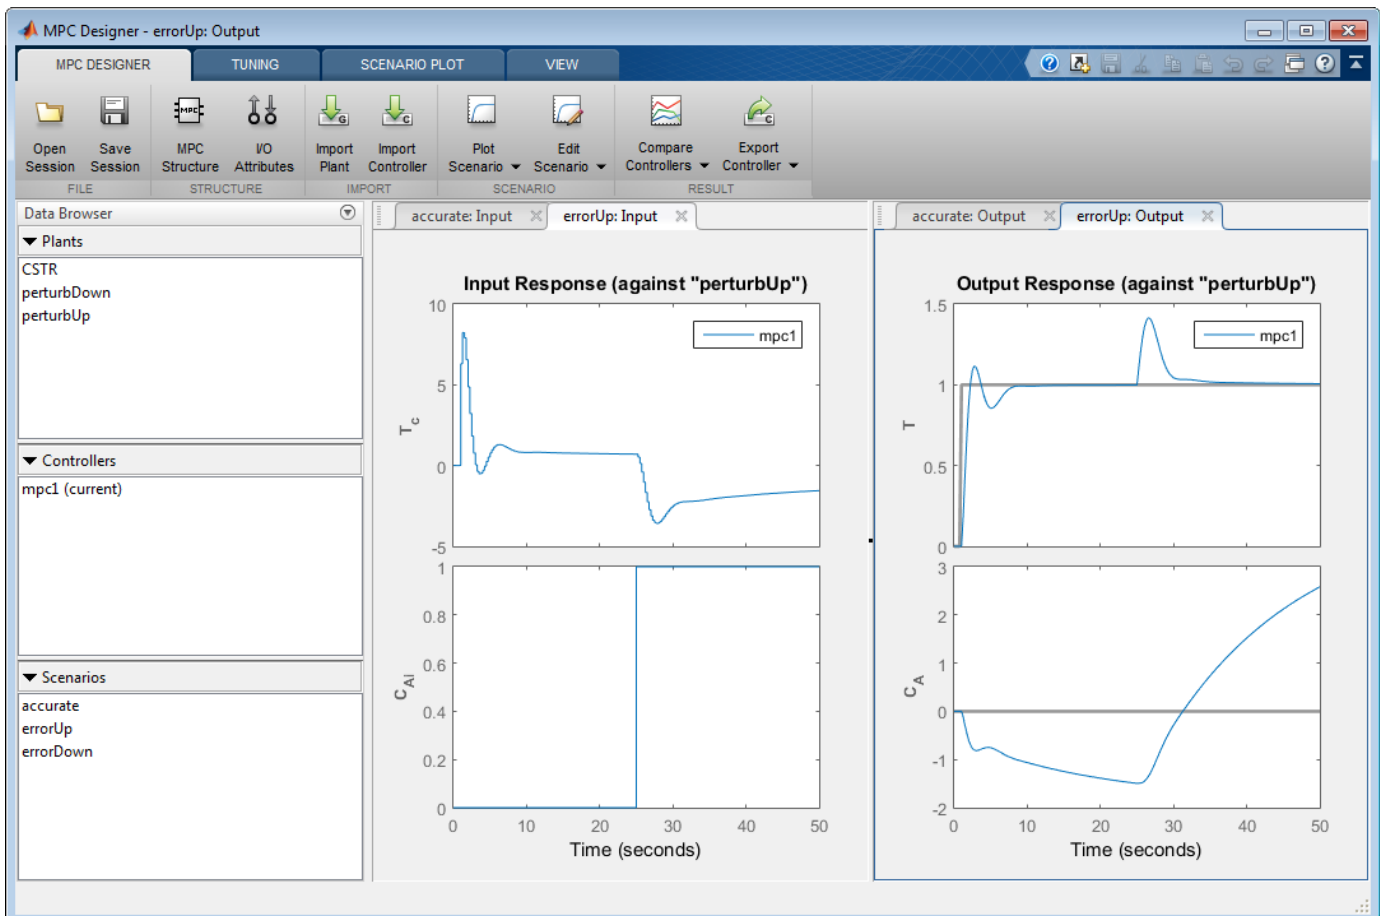 MPC Designer - errorUp: Output
MPC DESIGNER TUNING SCENARIO PLOT VIEW
Open Session
Save Session
MPC Structure
I/O Attributes
Import Plant
Import Controller
Plot Scenario
Edit Scenario
Compare Controllers
Export Controller
FILE STRUCTURE IMPORT SCENARIO RESULT
Data Browser
Plants
CSTR
perturbDown
perturbUp
Controllers
mpc1 (current)
Scenarios
accurate
errorUp
errorDown
accurate: Input errorUp: Input
Input Response (against "perturbUp")
mpc1
10
5
0
-5
Tc
1
0.8
0.6
0.4
0.2
0
CAi
0 10 20 30 40 50
Time (seconds)
accurate: Output errorUp: Output
Output Response (against "perturbUp")
mpc1
1.5
1
0.5
0
T
3
2
1
0
-1
-2
CA
0 10 20 30 40 50
Time (seconds)